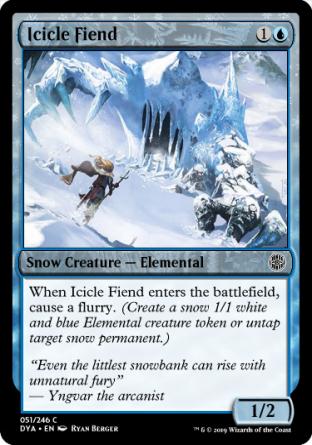 Icicle Fiend 1
Snow Creature — Elemental
When Icicle Fiend enters the battlefield,
cause a flurry. (Create a snow 1/1 white
and blue Elemental creature token or untap
target snow permanent.)
"Even the littlest snowbank can rise with
unnatural fury"
— Yngvar the arcanist
1/2
051/246 C
DYA • EN RYAN BERGER
™ & © 2019 Wizards of the Coast